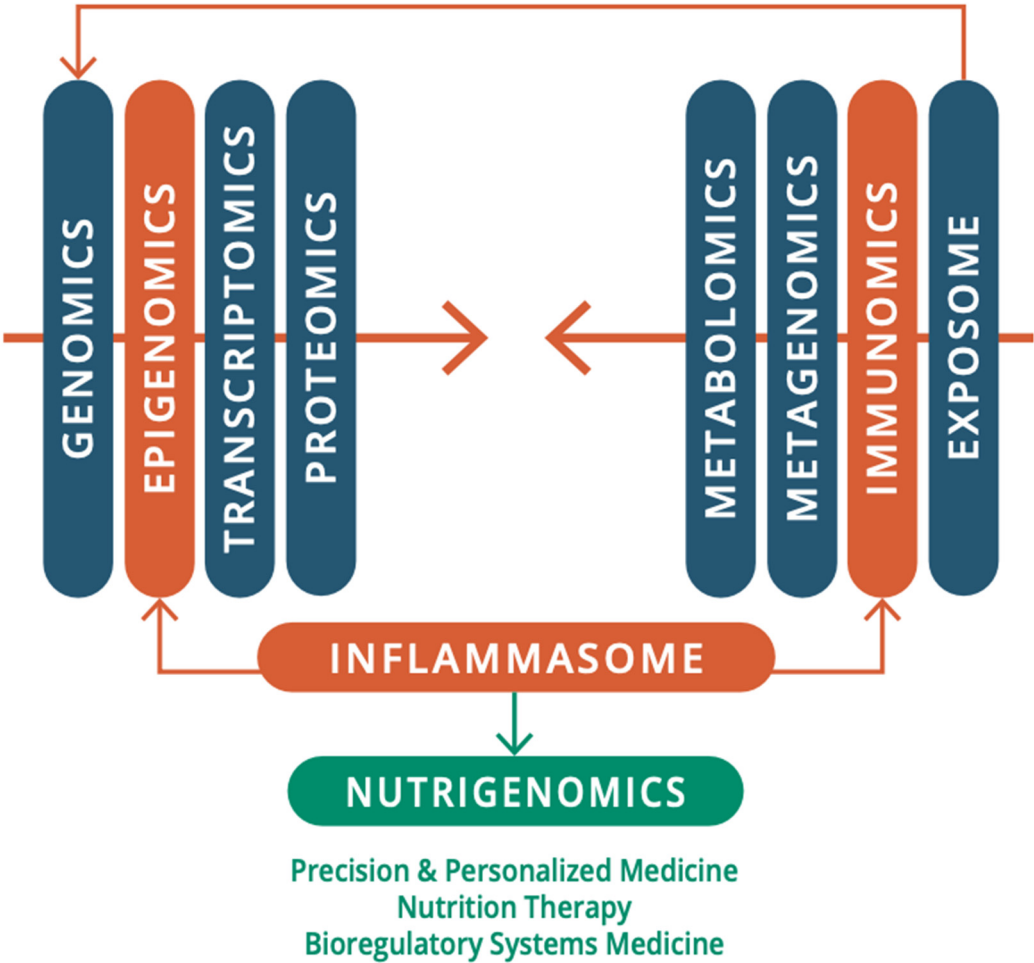 GENOMICS
EPIGENOMICS
TRANSCRIPTOMICS
PROTEOMICS
METABOLOMICS
METAGENOMICS
IMMUNOMICS
EXPOSOME
INFLAMMASOME
NUTRIGENOMICS
Precision & Personalized Medicine
Nutrition Therapy
Bioregulatory Systems Medicine